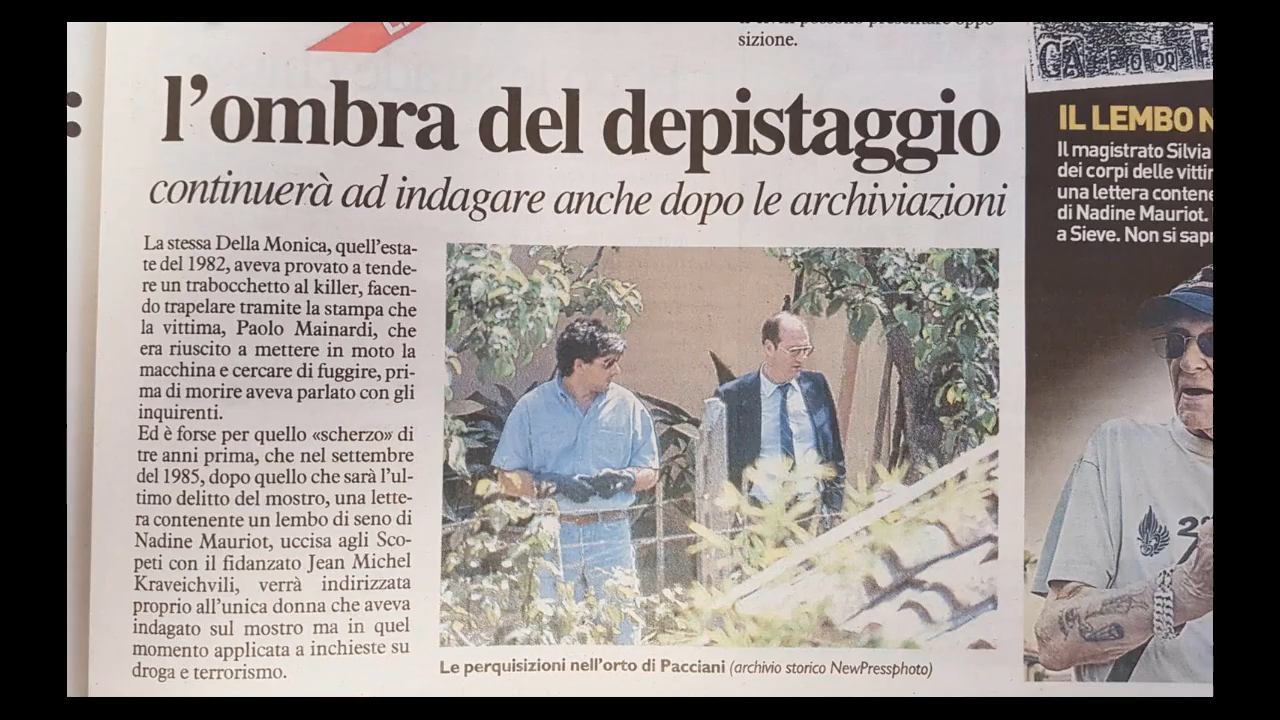 sizione.
l'ombra del depistaggio
continuerà ad indagare anche dopo le archiviazioni
La stessa Della Monica, quell'esta-
te del 1982, aveva provato a tende-
re un trabocchetto al killer, facen-
do trapelare tramite la stampa che
la vittima, Paolo Mainardi, che
era riuscito a mettere in moto la
macchina e cercare di fuggire, pri-
ma di morire aveva parlato con gli
inquirenti.
Ed è forse per quello «scherzo» di
tre anni prima, che nel settembre
del 1985, dopo quello che sarà l'ul-
timo delitto del mostro, una lette-
ra contenente un lembo di seno di
Nadine Mauriot, uccisa agli Sco-
peti con il fidanzato Jean Michel
Kraveichvili, verrà indirizzata
proprio all'unica donna che aveva
indagato sul mostro ma in quel
momento applicata a inchieste su
droga e terrorismo.
Le perquisizioni nell'orto di Pacciani (archivio storico NewPressphoto)
IL LEMBO
Il magistrato Silvia
dei corpi delle
una lettera
di Nadine Mauriot.
a Sieve. Non si